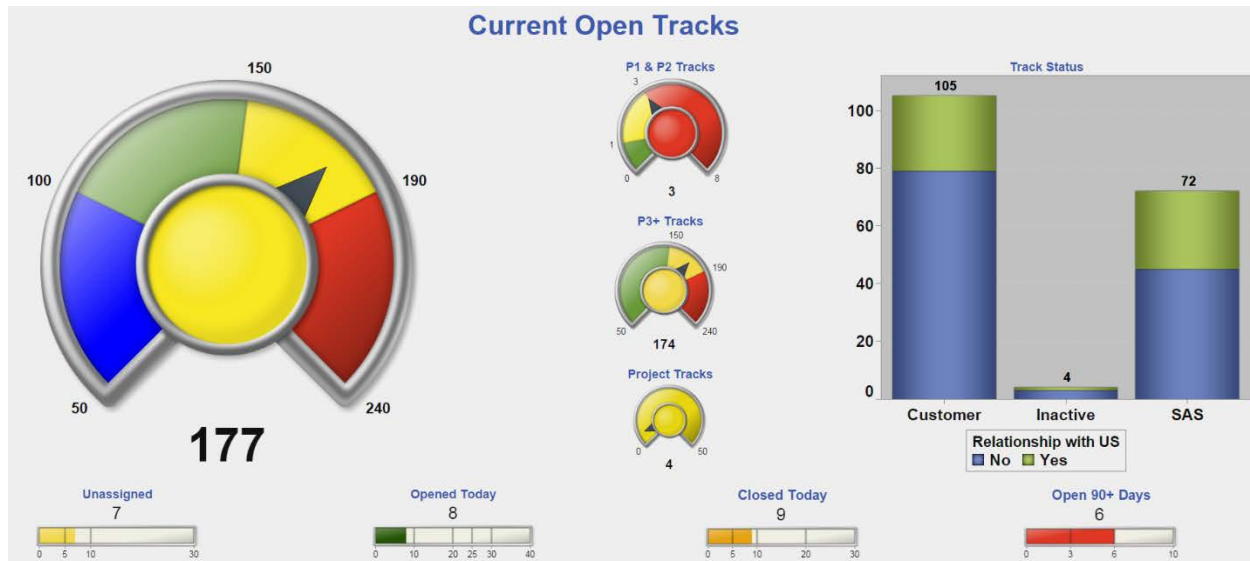 Current Open Tracks
50
100
150
190
240
177
P1 & P2 Tracks
0
1
3
8
3
P3+ Tracks
50
150
190
240
174
Project Tracks
0
50
4
Track Status
100
80
60
40
20
0
105
4
72
Customer Inactive SAS
Relationship with US
No Yes
Unassigned
7
0 5 10 30
Opened Today
8
0 10 20 25 30 40
Closed Today
9
0 5 10 20 30
Open 90+ Days
6
0 3 6 10